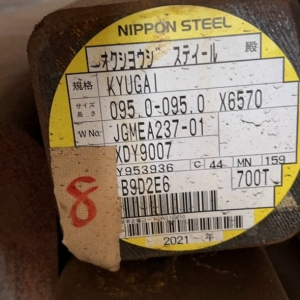 NIPPON STEEL
オクショウジ スティール 殿
規格 KYUGAI
サイズ 長さ 095.0-095.0 X6570
W No. JGMEA237-01
XDY9007
Y953936 C 44 MN 159
B9D2E6 700T
8
2021- 年